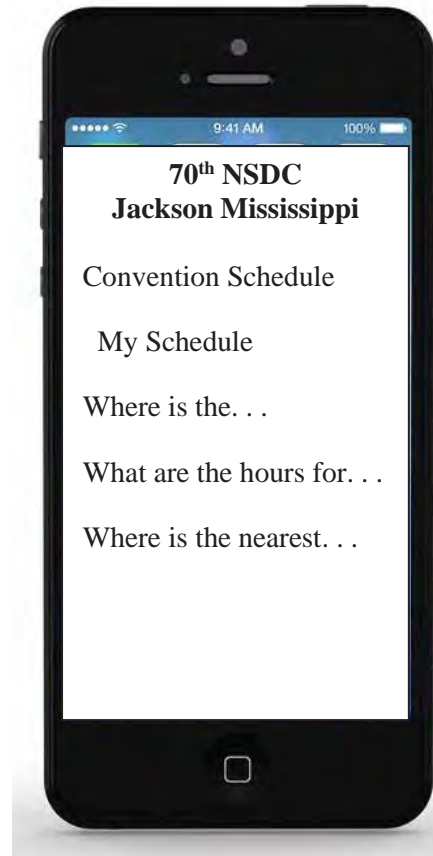 9:41 AM 100%
70th NSDC
Jackson Mississippi
Convention Schedule
My Schedule
Where is the. . .
What are the hours for. . .
Where is the nearest. . .